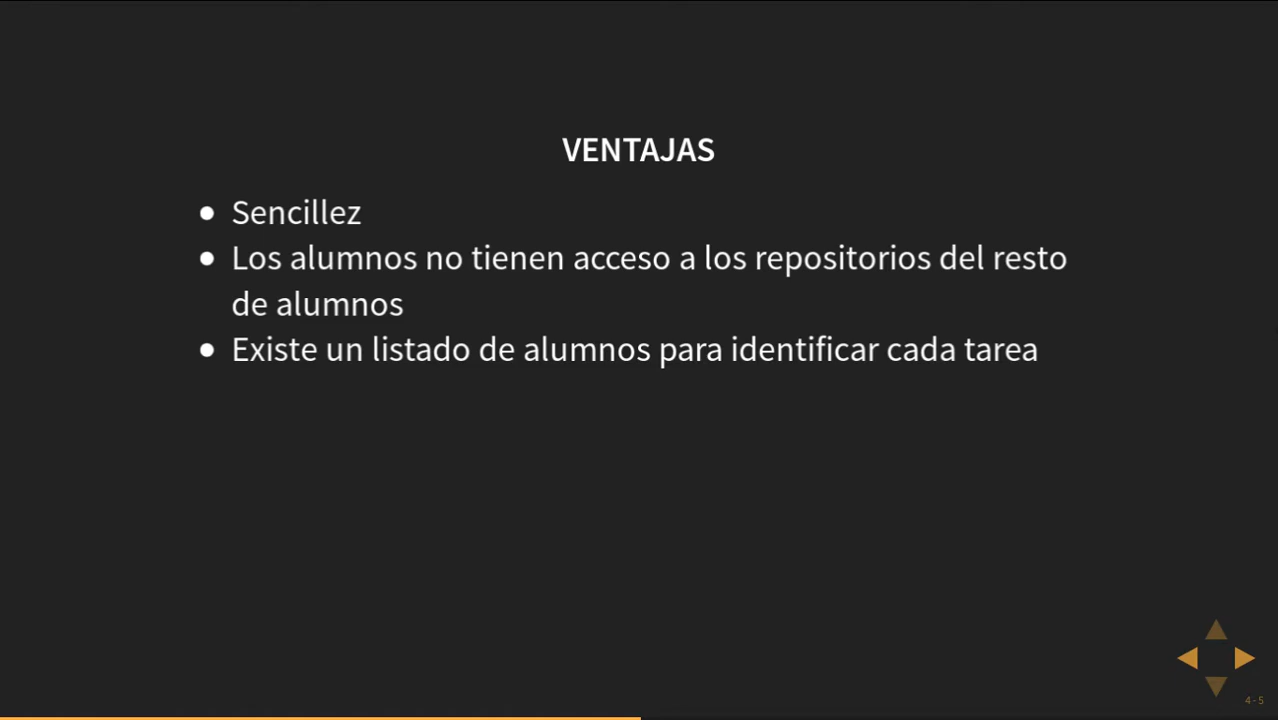 VENTAJAS
● Sencillez
● Los alumnos no tienen acceso a los repositorios del resto
de alumnos
● Existe un listado de alumnos para identificar cada tarea
4 - 5